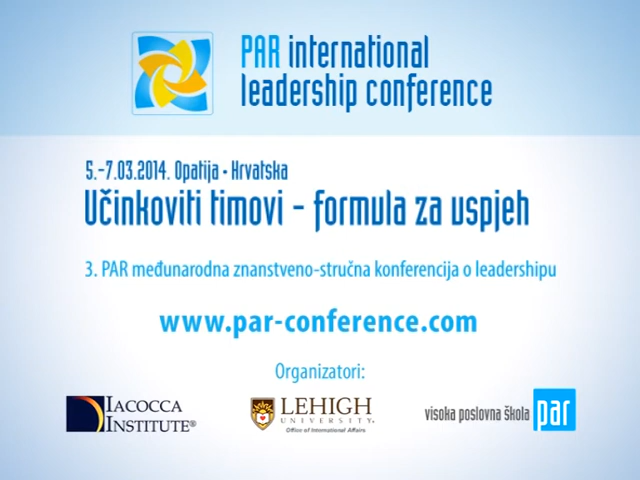 PAR international
leadership conference
5.-7.03.2014. Opatija • Hrvatska
Učinkoviti timovi – formula za uspjeh
3. PAR međunarodna znanstveno-stručna konferencija o leadershipu
www.par-conference.com
Organizatori:
IACOCCA
INSTITUTE®
LEHIGH
UNIVERSITY®
Office of International Affairs
visoka poslovna škola par